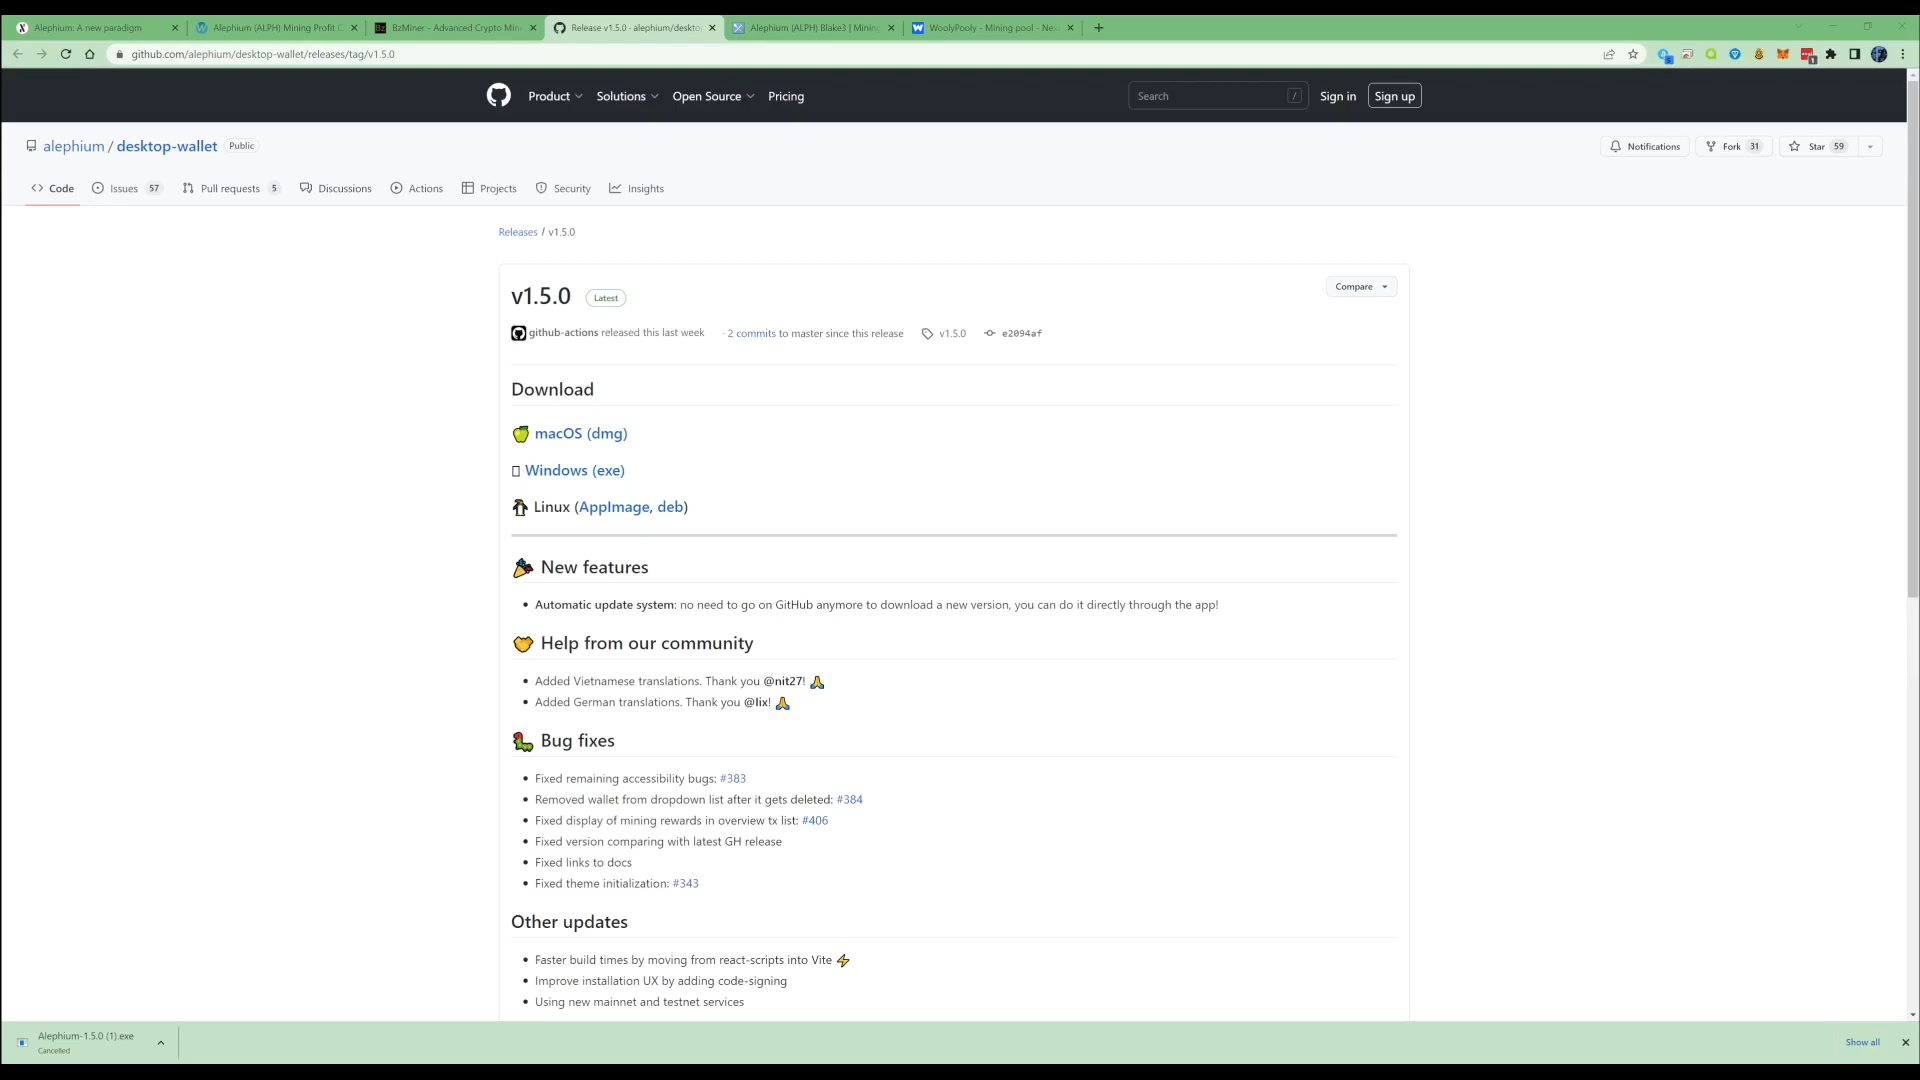 Alephium: A new paradigm
Alephium (ALPH) Mining Profit C
BzMiner - Advanced Crypto Mine
Release v1.5.0 · alephium/deskto
Alephium (ALPH) Blake3 | Mining
WoolyPooly - Mining pool - Nex
github.com/alephium/desktop-wallet/releases/tag/v1.5.0
Product
Solutions
Open Source
Pricing
Search
/
Sign in
Sign up
alephium / desktop-wallet Public
Notifications
Fork 31
Star 59
Code
Issues 57
Pull requests 5
Discussions
Actions
Projects
Security
Insights
Releases / v1.5.0
v1.5.0 Latest
Compare
github-actions released this last week · 2 commits to master since this release v1.5.0 e2094af
Download
🍏 macOS (dmg)
Windows (exe)
🐧 Linux (AppImage, deb)
🎉 New features
• Automatic update system: no need to go on GitHub anymore to download a new version, you can do it directly through the app!
Help from our community
• Added Vietnamese translations. Thank you @nit27! 🙏
• Added German translations. Thank you @lix! 🙏
🐛 Bug fixes
• Fixed remaining accessibility bugs: #383
• Removed wallet from dropdown list after it gets deleted: #384
• Fixed display of mining rewards in overview tx list: #406
• Fixed version comparing with latest GH release
• Fixed links to docs
• Fixed theme initialization: #343
Other updates
• Faster build times by moving from react-scripts into Vite ⚡
• Improve installation UX by adding code-signing
• Using new mainnet and testnet services
Alephium-1.5.0 (1).exe
Cancelled
Show all